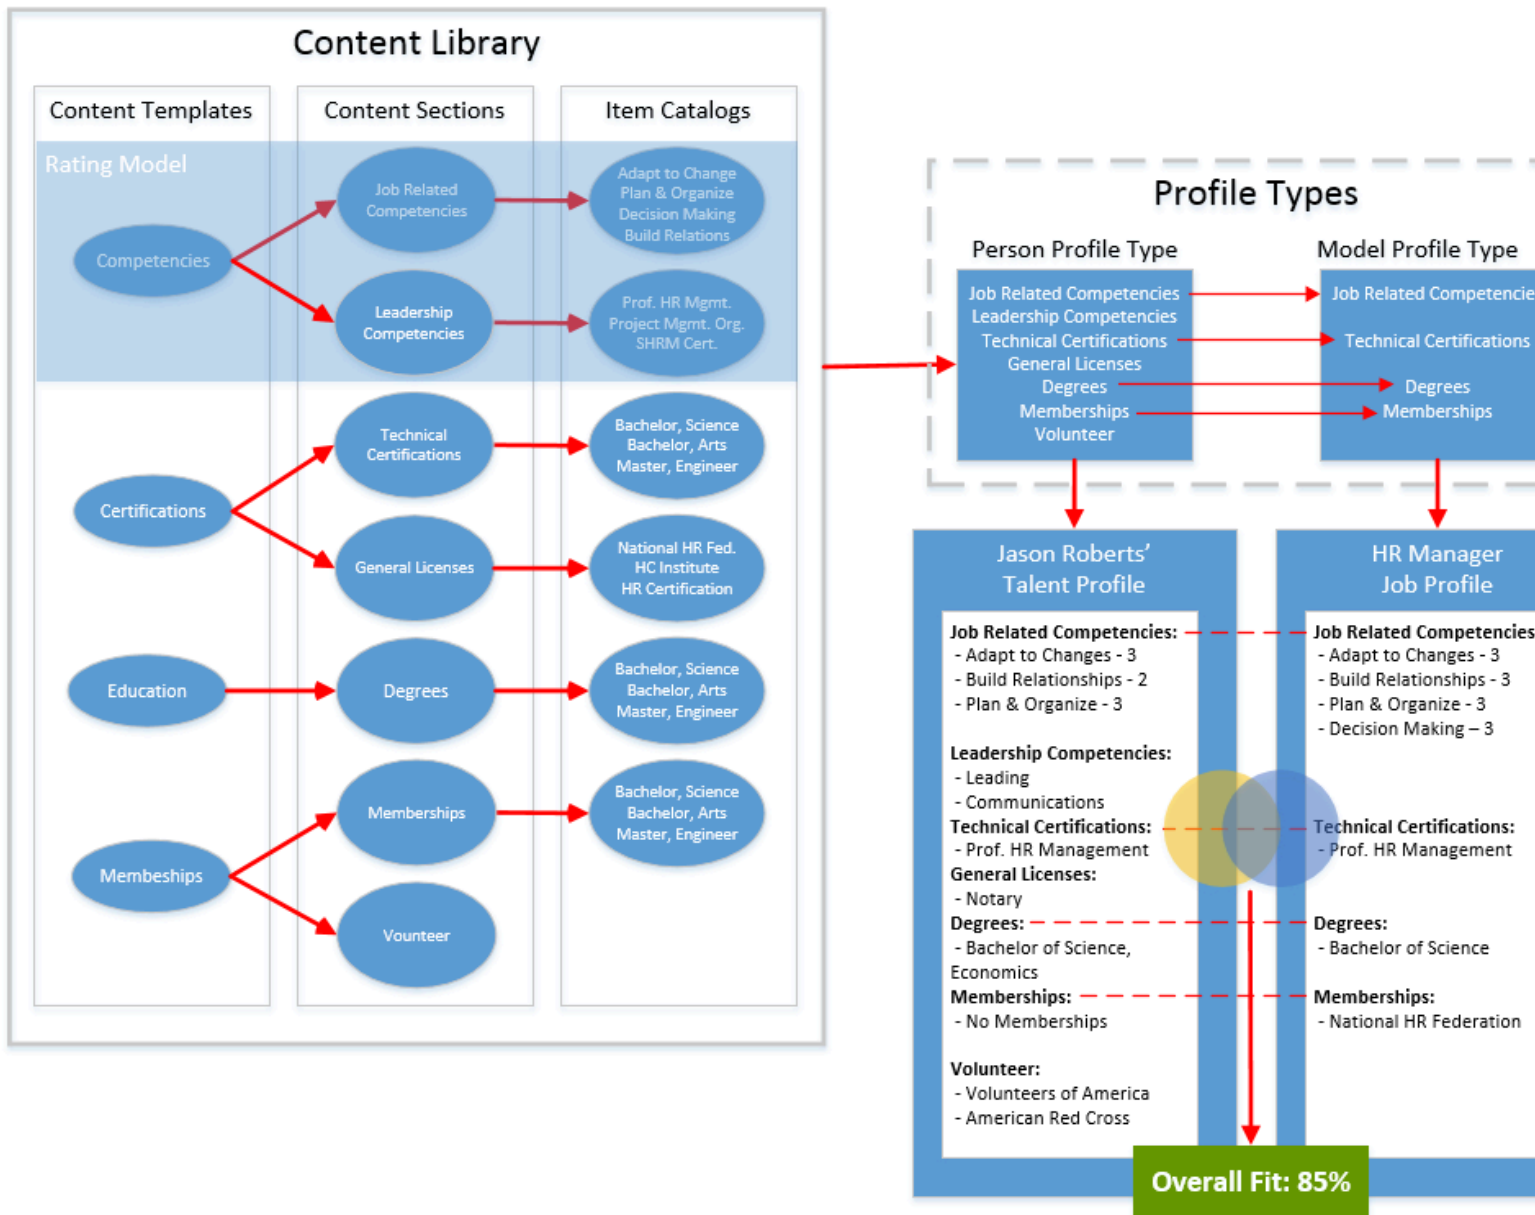 Content Library
Content Templates
Content Sections
Item Catalogs
Rating Model
Competencies
Job Related
Competencies
Adapt to Change
Plan & Organize
Decision Making
Build Relations
Leadership
Competencies
Prof. HR Mgmt.
Project Mgmt. Org.
SHRM Cert.
Certifications
Technical
Certifications
Bachelor, Science
Bachelor, Arts
Master, Engineer
General Licenses
National HR Fed.
HC Institute
HR Certification
Education
Degrees
Bachelor, Science
Bachelor, Arts
Master, Engineer
Membeships
Memberships
Bachelor, Science
Bachelor, Arts
Master, Engineer
Vounteer
Profile Types
Person Profile Type
Job Related Competencies
Leadership Competencies
Technical Certifications
General Licenses
Degrees
Memberships
Volunteer
Model Profile Type
Job Related Competencie
Technical Certifications
Degrees
Memberships
Jason Roberts’
Talent Profile
Job Related Competencies:
- Adapt to Changes - 3
- Build Relationships - 2
- Plan & Organize - 3
Leadership Competencies:
- Leading
- Communications
Technical Certifications:
- Prof. HR Management
General Licenses:
- Notary
Degrees:
- Bachelor of Science,
Economics
Memberships:
- No Memberships
Volunteer:
- Volunteers of America
- American Red Cross
HR Manager
Job Profile
Job Related Competencies
- Adapt to Changes - 3
- Build Relationships - 3
- Plan & Organize - 3
- Decision Making – 3
Technical Certifications:
- Prof. HR Management
Degrees:
- Bachelor of Science
Memberships:
- National HR Federation
Overall Fit: 85%